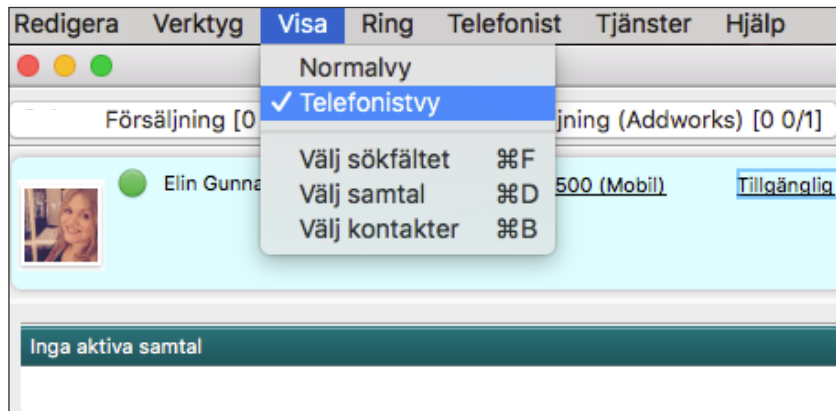 Redigera Verktyg Visa Ring Telefonist Tjänster Hjälp
Normalvy
✓ Telefonistvy
Försäljning [0 jning (Addworks) [0 0/1]
Välj sökfältet ⌘F
Elin Gunna 500 (Mobil) Tillgänglig
Välj samtal ⌘D
Välj kontakter ⌘B
Inga aktiva samtal